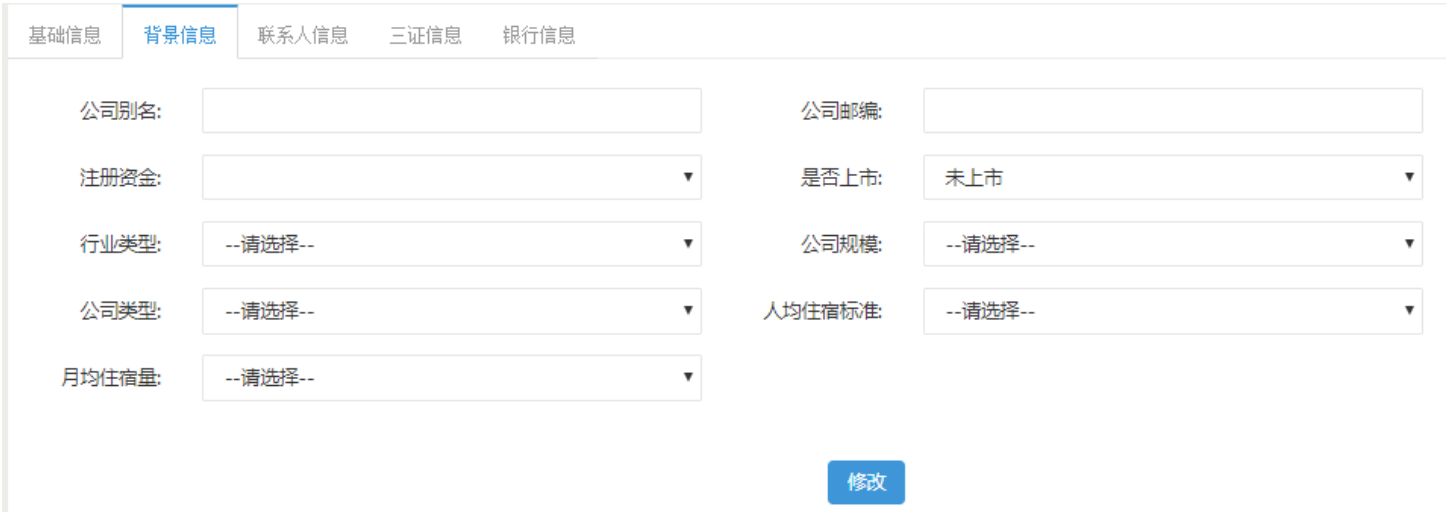 基础信息 背景信息 联系人信息 三证信息 银行信息
公司别名: 公司邮编:
注册资金: 是否上市: 未上市
行业类型: --请选择-- 公司规模: --请选择--
公司类型: --请选择-- 人均住宿标准: --请选择--
月均住宿量: --请选择--
修改